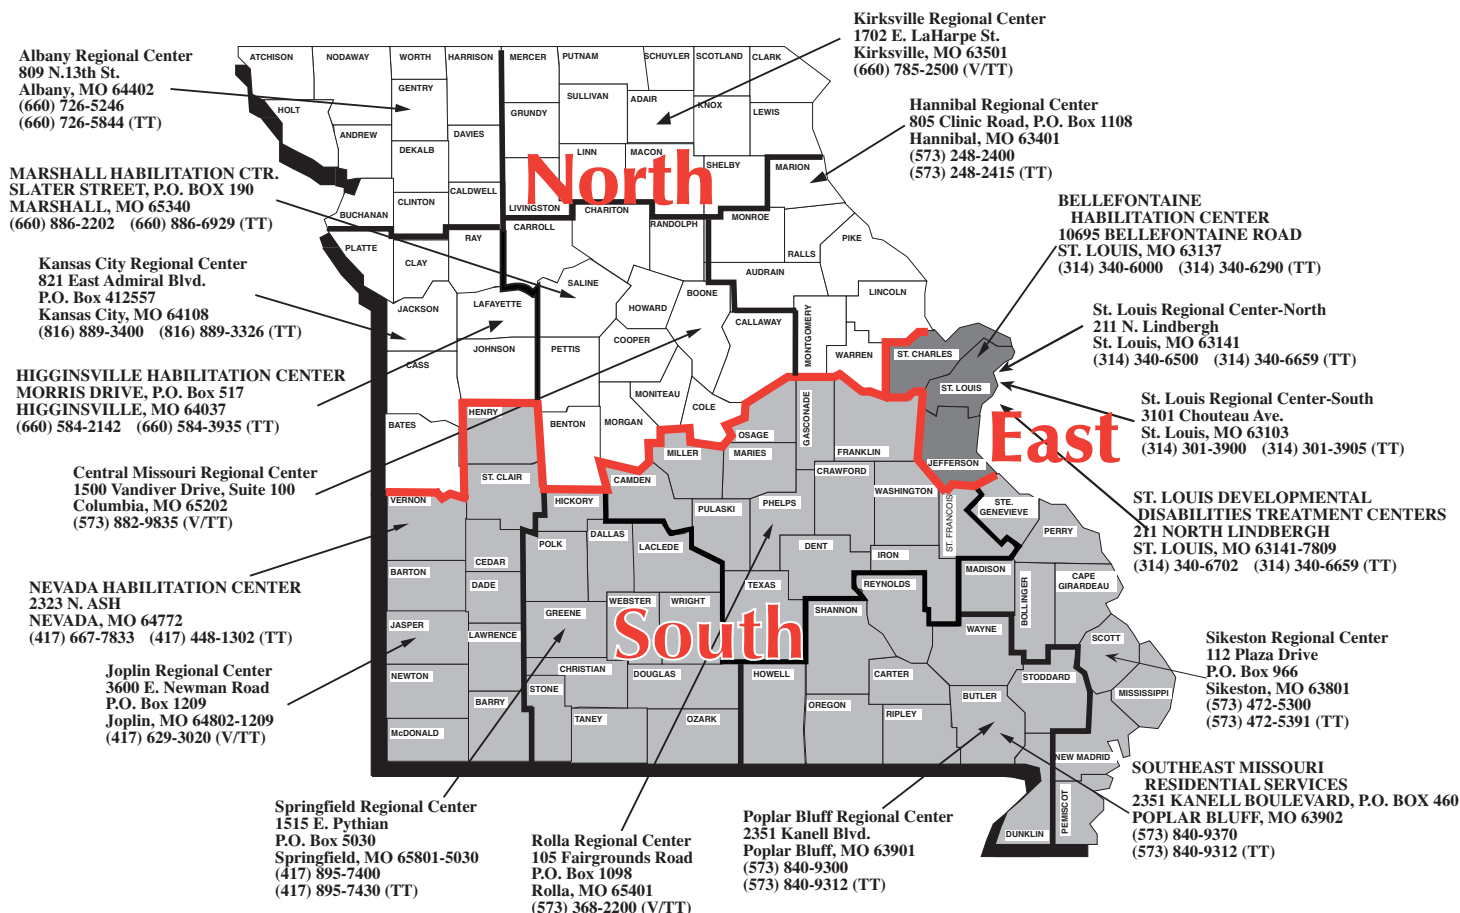 Kirksville Regional Center
1702 E. LaHarpe St.
Kirksville, MO 63501
(660) 785-2500 (V/TT)
Albany Regional Center
809 N.13th St.
Albany, MO 64402
(660) 726-5246
(660) 726-5844 (TT)
Hannibal Regional Center
805 Clinic Road, P.O. Box 1108
Hannibal, MO 63401
(573) 248-2400
(573) 248-2415 (TT)
MARSHALL HABILITATION CTR.
SLATER STREET, P.O. BOX 190
MARSHALL, MO 65340
(660) 886-2202 (660) 886-6929 (TT)
BELLEFONTAINE
HABILITATION CENTER
10695 BELLEFONTAINE ROAD
ST. LOUIS, MO 63137
(314) 340-6000 (314) 340-6290 (TT)
Kansas City Regional Center
821 East Admiral Blvd.
P.O. Box 412557
Kansas City, MO 64108
(816) 889-3400 (816) 889-3326 (TT)
St. Louis Regional Center-North
211 N. Lindbergh
St. Louis, MO 63141
(314) 340-6500 (314) 340-6659 (TT)
HIGGINSVILLE HABILITATION CENTER
MORRIS DRIVE, P.O. Box 517
HIGGINSVILLE, MO 64037
(660) 584-2142 (660) 584-3935 (TT)
St. Louis Regional Center-South
3101 Chouteau Ave.
St. Louis, MO 63103
(314) 301-3900 (314) 301-3905 (TT)
Central Missouri Regional Center
1500 Vandiver Drive, Suite 100
Columbia, MO 65202
(573) 882-9835 (V/TT)
ST. LOUIS DEVELOPMENTAL
DISABILITIES TREATMENT CENTERS
211 NORTH LINDBERGH
ST. LOUIS, MO 63141-7809
(314) 340-6702 (314) 340-6659 (TT)
NEVADA HABILITATION CENTER
2323 N. ASH
NEVADA, MO 64772
(417) 667-7833 (417) 448-1302 (TT)
Joplin Regional Center
3600 E. Newman Road
P.O. Box 1209
Joplin, MO 64802-1209
(417) 629-3020 (V/TT)
Sikeston Regional Center
112 Plaza Drive
P.O. Box 966
Sikeston, MO 63801
(573) 472-5300
(573) 472-5391 (TT)
SOUTHEAST MISSOURI
RESIDENTIAL SERVICES
2351 KANELL BOULEVARD, P.O. BOX 460
POPLAR BLUFF, MO 63902
(573) 840-9370
(573) 840-9312 (TT)
Springfield Regional Center
1515 E. Pythian
P.O. Box 5030
Springfield, MO 65801-5030
(417) 895-7400
(417) 895-7430 (TT)
Rolla Regional Center
105 Fairgrounds Road
P.O. Box 1098
Rolla, MO 65401
(573) 368-2200 (V/TT)
Poplar Bluff Regional Center
2351 Kanell Blvd.
Poplar Bluff, MO 63901
(573) 840-9300
(573) 840-9312 (TT)
North
East
South
ATCHISON
NODAWAY
WORTH
HARRISON
MERCER
PUTNAM
SCHUYLER
SCOTLAND
CLARK
HOLT
GENTRY
GRUNDY
SULLIVAN
ADAIR
KNOX
LEWIS
ANDREW
DEKALB
DAVIES
LINN
MACON
SHELBY
MARION
BUCHANAN
CLINTON
CALDWELL
LIVINGSTON
CHARITON
RANDOLPH
MONROE
RALLS
PIKE
PLATTE
CLAY
RAY
CARROLL
SALINE
HOWARD
BOONE
AUDRAIN
LINCOLN
JACKSON
LAFAYETTE
CALLAWAY
MONTGOMERY
WARREN
ST. CHARLES
CASS
JOHNSON
PETTIS
COOPER
MONITEAU
COLE
ST. LOUIS
BATES
HENRY
BENTON
MORGAN
MILLER
OSAGE
MARIES
GASCONADE
FRANKLIN
JEFFERSON
VERNON
ST. CLAIR
HICKORY
CAMDEN
PULASKI
PHELPS
CRAWFORD
WASHINGTON
ST. FRANCOIS
STE.
GENEVIEVE
PERRY
BARTON
CEDAR
POLK
DALLAS
LACLEDE
DENT
IRON
MADISON
BOLLINGER
CAPE
GIRARDEAU
JASPER
DADE
GREENE
WEBSTER
WRIGHT
TEXAS
SHANNON
REYNOLDS
WAYNE
SCOTT
LAWRENCE
NEWTON
CHRISTIAN
DOUGLAS
HOWELL
CARTER
STODDARD
MISSISSIPPI
BARRY
STONE
TANEY
OZARK
OREGON
RIPLEY
BUTLER
McDONALD
NEW MADRID
DUNKLIN
PEMISCOT